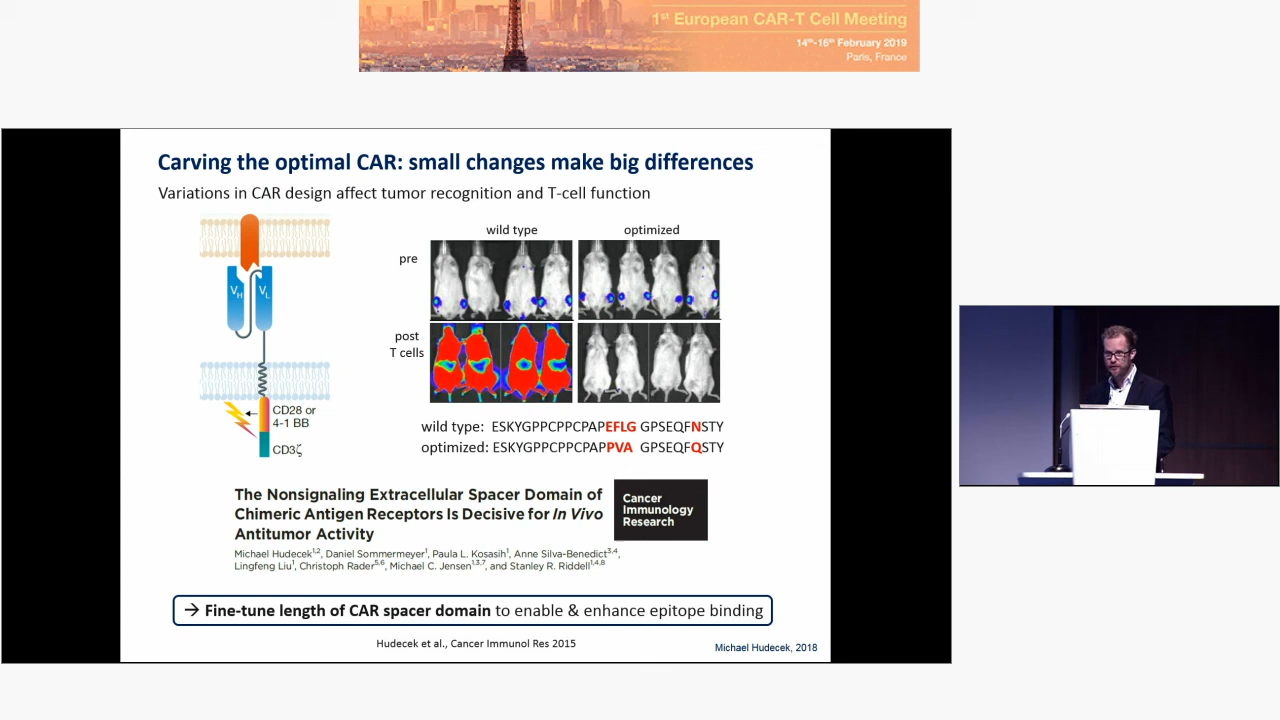 1st European CAR-T Cell Meeting
14th-16th February 2019
Paris, France
Carving the optimal CAR: small changes make big differences
Variations in CAR design affect tumor recognition and T-cell function
VH VL
CD28 or
4-1 BB
CD3ζ
wild type optimized
pre
post
T cells
wild type: ESKYGPPCPPCPAPEFLG GPSEQFNSTY
optimized: ESKYGPPCPPCPAPPVA GPSEQFQSTY
The Nonsignaling Extracellular Spacer Domain of
Chimeric Antigen Receptors Is Decisive for In Vivo
Antitumor Activity
Cancer
Immunology
Research
Michael Hudecek1,2, Daniel Sommermeyer1, Paula L. Kosasih1, Anne Silva-Benedict3,4,
Lingfeng Liu1, Christoph Rader5,6, Michael C. Jensen1,3,7, and Stanley R. Riddell1,4,8
→ Fine-tune length of CAR spacer domain to enable & enhance epitope binding
Hudecek et al., Cancer Immunol Res 2015
Michael Hudecek, 2018